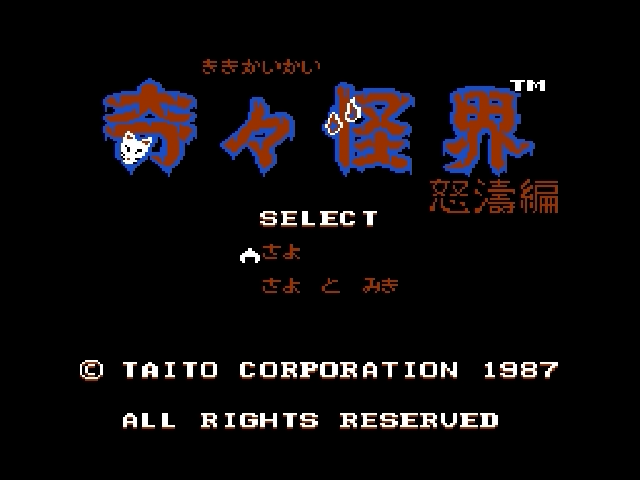 ききかいかい
奇々怪界™
怒濤編
SELECT
さよ
さよ と みき
© TAITO CORPORATION 1987
ALL RIGHTS RESERVED